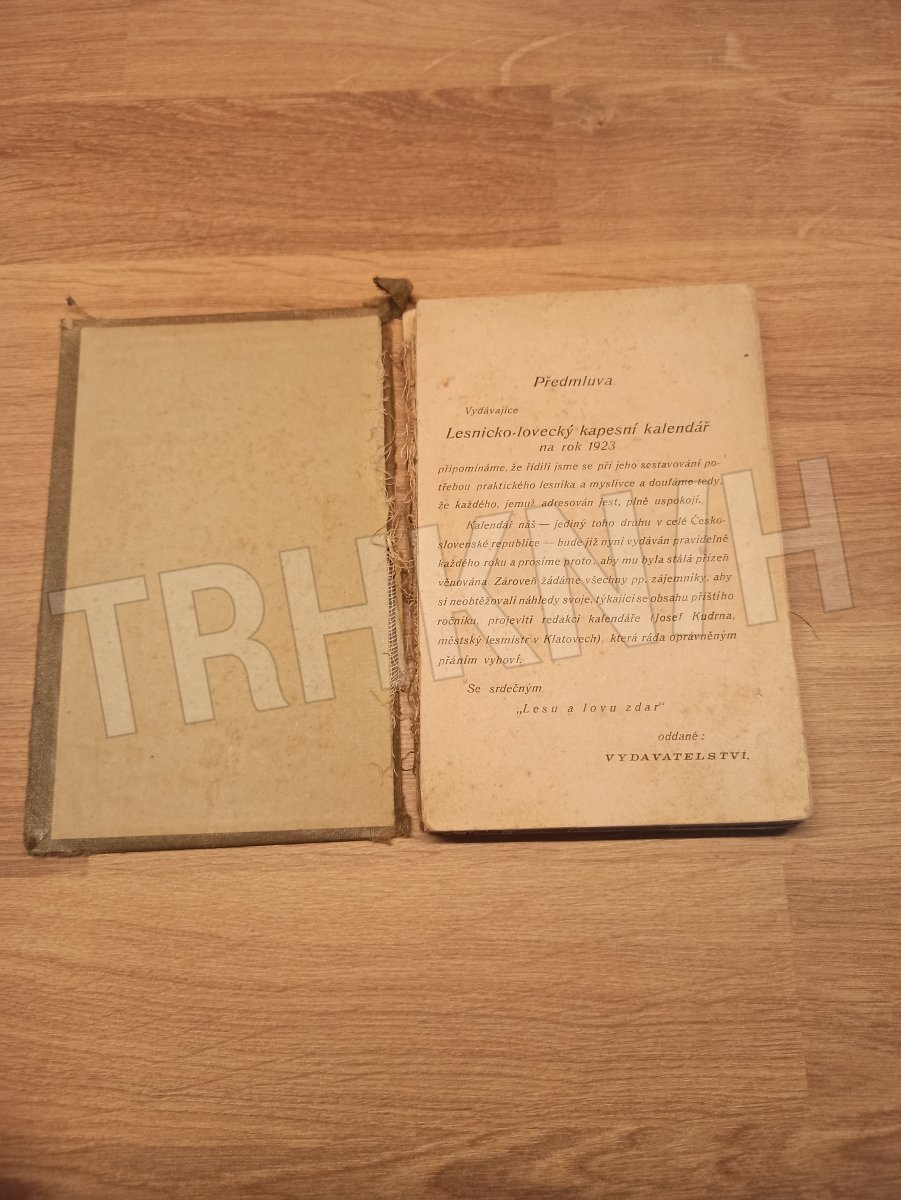 Předmluva
Vydávajíce
Lesnicko-lovecký kapesní kalendář
na rok 1923
připomínáme, že řídili jsme se při jeho sestavování po-
třebou praktického lesníka a myslivce a doufáme tedy,
že každého, jemuž adresován jest, plně uspokojí.
Kalendář náš — jediný toho druhu v celé Česko-
slovenské republice — bude již nyní vydáván pravidelně
každého roku a prosíme proto, aby mu byla stálá přízeň
věnována. Zároveň žádáme všechny pp. zájemníky, aby
si neobtěžovali náhledy svoje, týkající se obsahu příštího
ročníku, projeviti redakci kalendáře (Josef Kudrna,
městský lesmistr v Klatovech), která ráda oprávněným
přáním vyhoví.
Se srdečným
„Lesu a lovu zdar“
oddané:
VYDAVATELSTVÍ.
TRHKNIH